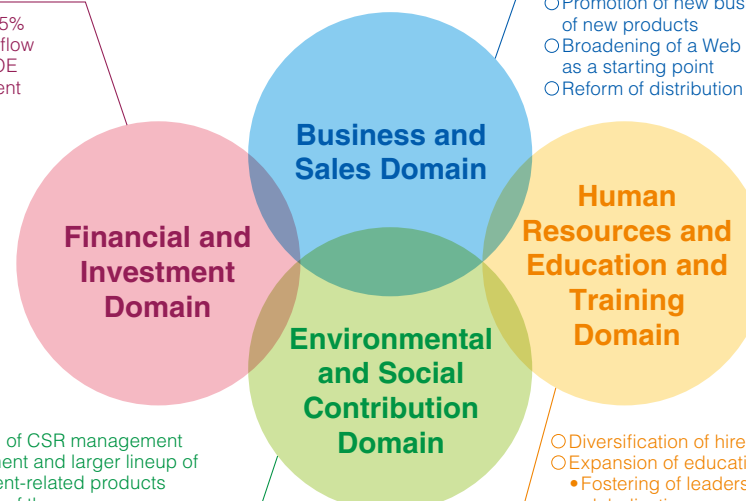 5%
flow
ent
○Promotion of new bus
of new products
○Broadening of a Web
as a starting point
○Reform of distribution
Business and
Sales Domain
Financial and
Investment
Domain
Human
Resources and
Education and
Training
Domain
Environmental
and Social
Contribution
Domain
of CSR management
ment and larger lineup of
ent-related products
○Diversification of hire
○Expansion of educati
•Fostering of leaders